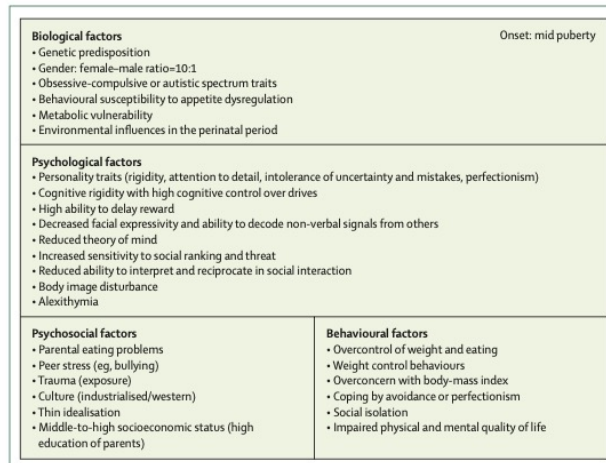 Biological factors
Onset: mid puberty
• Genetic predisposition
• Gender: female–male ratio=10:1
• Obsessive-compulsive or autistic spectrum traits
• Behavioural susceptibility to appetite dysregulation
• Metabolic vulnerability
• Environmental influences in the perinatal period
Psychological factors
• Personality traits (rigidity, attention to detail, intolerance of uncertainty and mistakes, perfectionism)
• Cognitive rigidity with high cognitive control over drives
• High ability to delay reward
• Decreased facial expressivity and ability to decode non-verbal signals from others
• Reduced theory of mind
• Increased sensitivity to social ranking and threat
• Reduced ability to interpret and reciprocate in social interaction
• Body image disturbance
• Alexithymia
Psychosocial factors
• Parental eating problems
• Peer stress (eg, bullying)
• Trauma (exposure)
• Culture (industrialised/western)
• Thin idealisation
• Middle-to-high socioeconomic status (high
education of parents)
Behavioural factors
• Overcontrol of weight and eating
• Weight control behaviours
• Overconcern with body-mass index
• Coping by avoidance or perfectionism
• Social isolation
• Impaired physical and mental quality of life